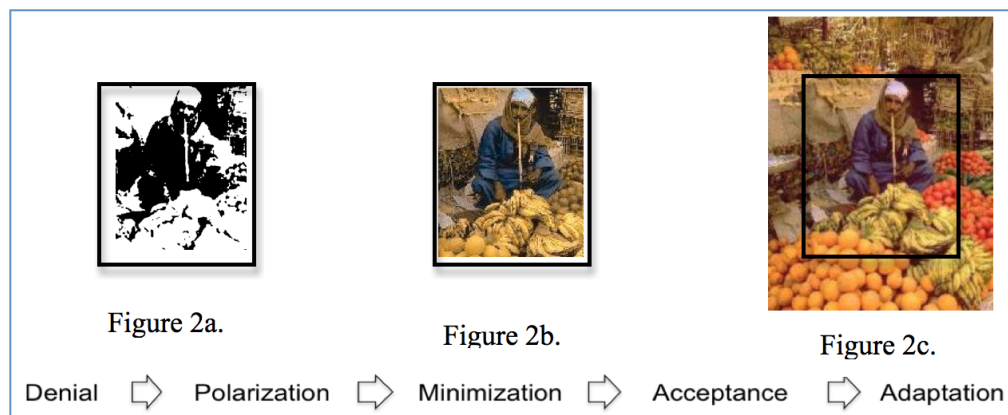 Figure 2a.
Figure 2b.
Figure 2c.
Denial Polarization Minimization Acceptance Adaptation